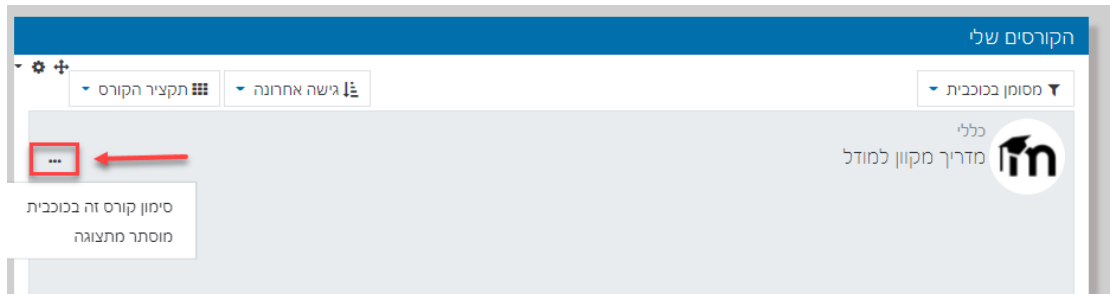 הקורסים שלי
מסומן בכוכבית
גישה אחרונה
תקציר הקורס
כללי
מדריך מקוון למודל
...
סימון קורס זה בכוכבית
מוסתר מתצוגה